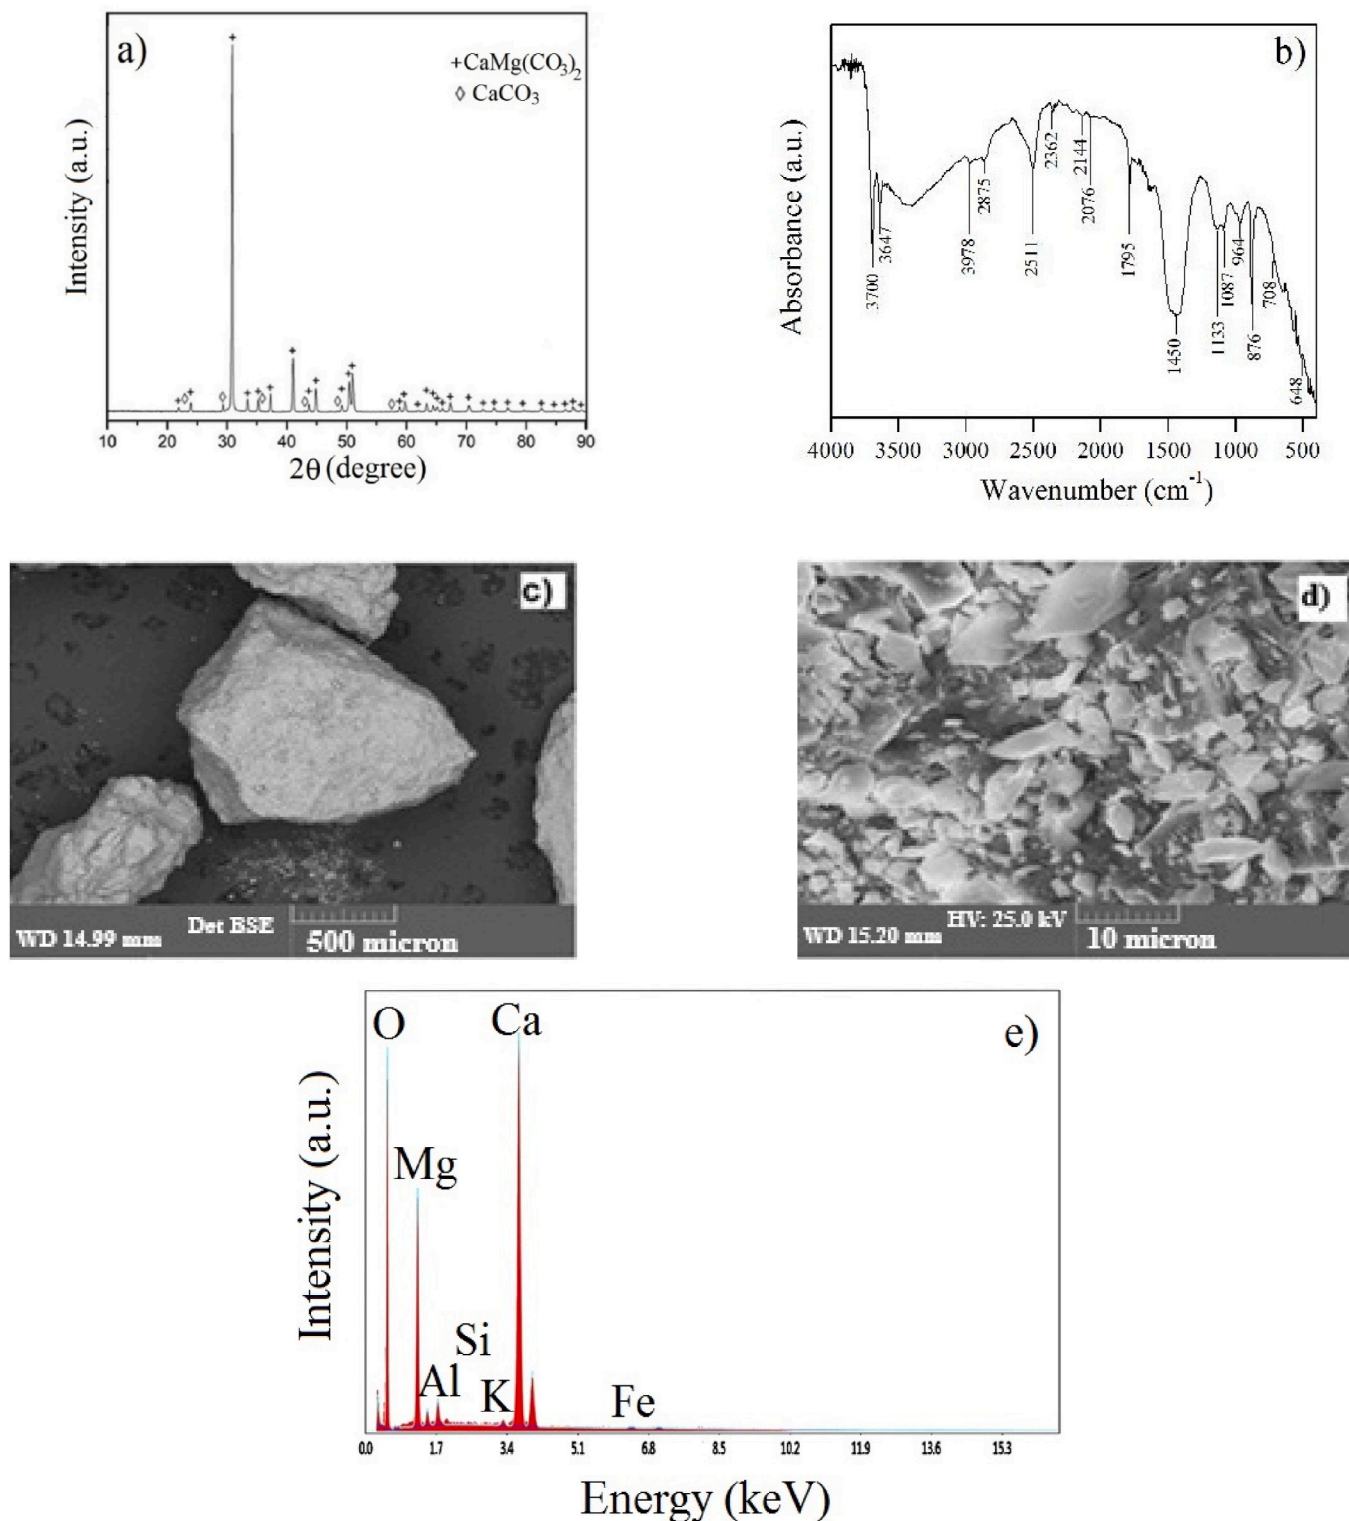 a)
+CaMg(CO₃)₂
◊ CaCO₃
Intensity (a.u.)
10 20 30 40 50 60 70 80 90
2θ (degree)
b)
Absorbance (a.u.)
3700
3647
3978
2875
2511
2362
2144
2076
1795
1450
1133
1087
964
876
708
648
4000 3500 3000 2500 2000 1500 1000 500
Wavenumber (cm⁻¹)
c)
WD 14.99 mm Det BSE 500 micron
d)
WD 15.20 mm HV: 25.0 kV 10 micron
e)
Intensity (a.u.)
O
Ca
Mg
Si
Al
K
Fe
0.0 1.7 3.4 5.1 6.8 8.5 10.2 11.9 13.6 15.3
Energy (keV)